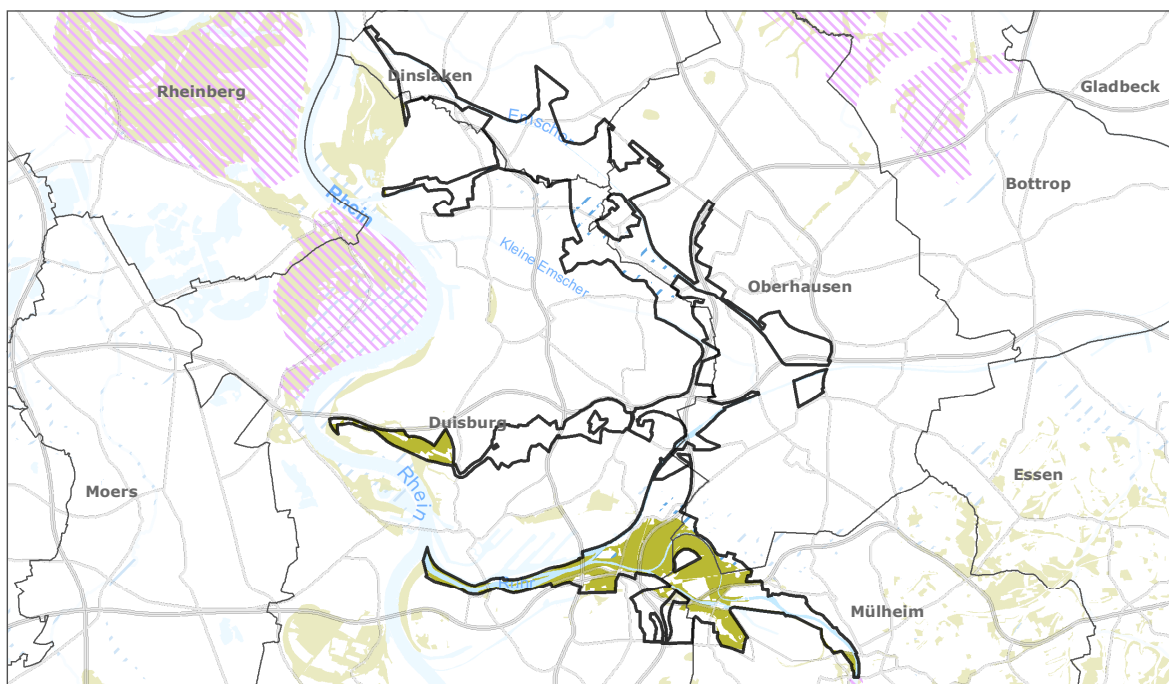 Dinslaken
Rheinberg
Gladbeck
Emscher
Bottrop
Rhein
Kleine Emscher
Oberhausen
Duisburg
Essen
Moers
Rhein
Ruhr
Mülheim